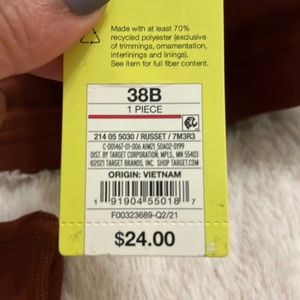 Made with at least 70%
recycled polyester (exclusive
of trimmings, ornamentation,
interlinings and linings).
See item for full fiber content.
38B
1 PIECE
214 05 5030 / RUSSET / 7M3R3
C-001467-01-006 AIM21 50A02-0199
DIST. BY TARGET CORPORATION, MPLS., MN 55403
©2021 TARGET BRANDS, INC. SHOP TARGET.COM
ORIGIN: VIETNAM
1 91904 55018 7
F00323689-Q2/21
$24.00